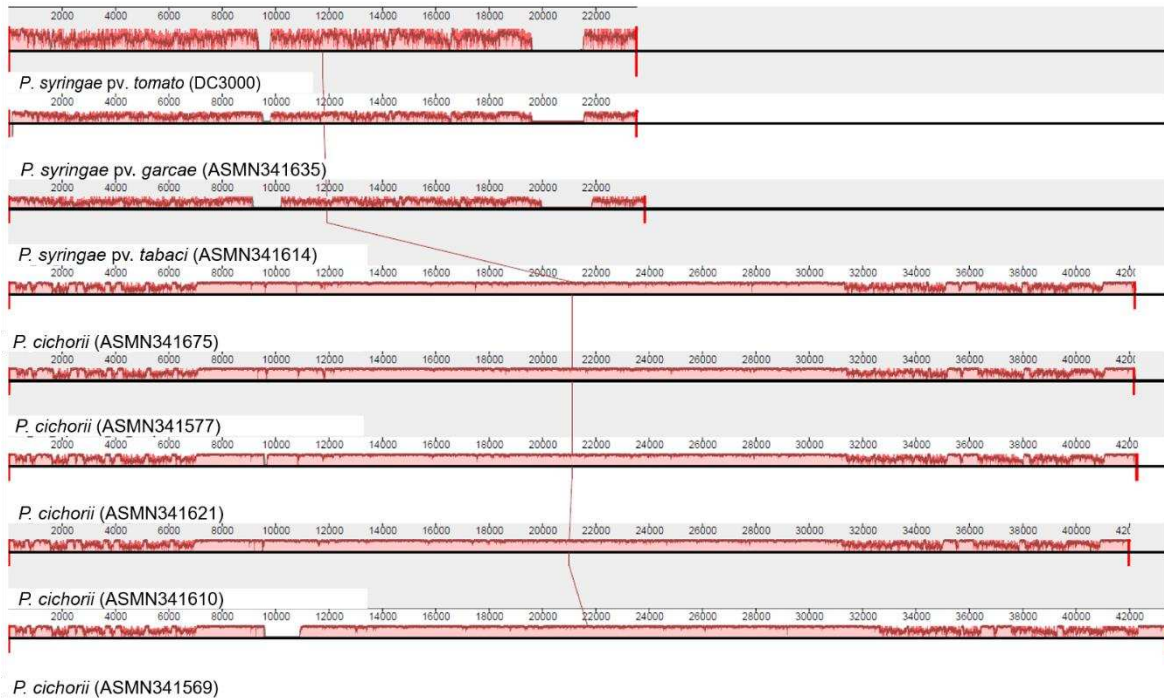 2000 4000 6000 8000 10000 12000 14000 16000 18000 20000 22000
P. syringae pv. tomato (DC3000)
2000 4000 6000 8000 10000 12000 14000 16000 18000 20000 22000
P. syringae pv. garcae (ASMN341635)
2000 4000 6000 8000 10000 12000 14000 16000 18000 20000 22000
P. syringae pv. tabaci (ASMN341614)
2000 4000 6000 8000 10000 12000 14000 16000 18000 20000 22000 24000 26000 28000 30000 32000 34000 36000 38000 40000 4200
P. cichorii (ASMN341675)
2000 4000 6000 8000 10000 12000 14000 16000 18000 20000 22000 24000 26000 28000 30000 32000 34000 36000 38000 40000 420
P. cichorii (ASMN341577)
2000 4000 6000 8000 10000 12000 14000 16000 18000 20000 22000 24000 26000 28000 30000 32000 34000 36000 38000 40000 4200
P. cichorii (ASMN341621)
2000 4000 6000 8000 10000 12000 14000 16000 18000 20000 22000 24000 26000 28000 30000 32000 34000 36000 38000 40000 420
P. cichorii (ASMN341610)
2000 4000 6000 8000 10000 12000 14000 16000 18000 20000 22000 24000 26000 28000 30000 32000 34000 36000 38000 40000 42000
P. cichorii (ASMN341569)